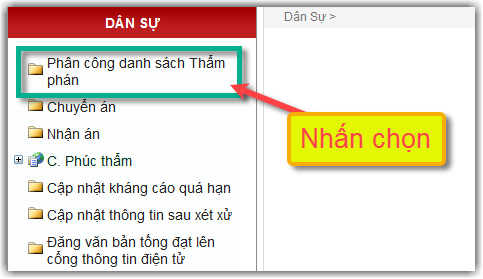 DÂN SỰ
Phân công danh sách Thẩm
phán
Chuyển án
Nhận án
C. Phúc thẩm
Cập nhật kháng cáo quá hạn
Cập nhật thông tin sau xét xử
Đăng văn bản tống đạt lên
cổng thông tin điện tử
Dân Sự >
Nhấn chọn